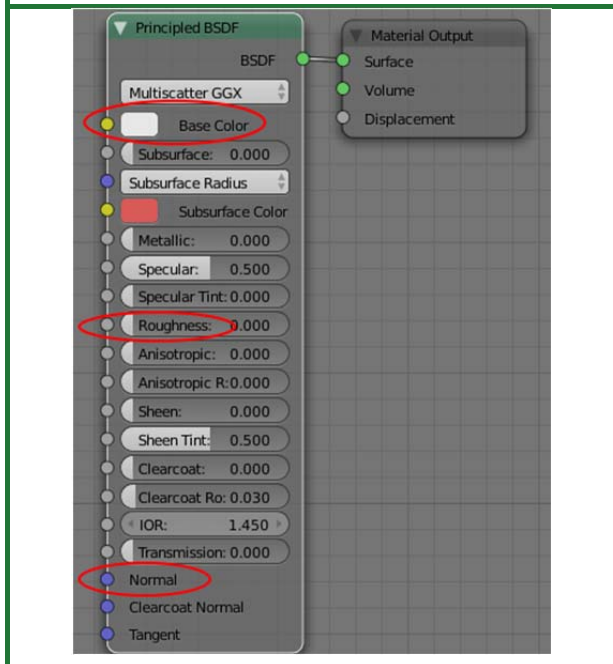 Principled BSDF
BSDF
Multiscatter GGX
Base Color
Subsurface: 0.000
Subsurface Radius
Subsurface Color
Metallic: 0.000
Specular: 0.500
Specular Tint: 0.000
Roughness: 0.000
Anisotropic: 0.000
Anisotropic R: 0.000
Sheen: 0.000
Sheen Tint: 0.500
Clearcoat: 0.000
Clearcoat Ro: 0.030
IOR: 1.450
Transmission: 0.000
Normal
Clearcoat Normal
Tangent
Material Output
Surface
Volume
Displacement